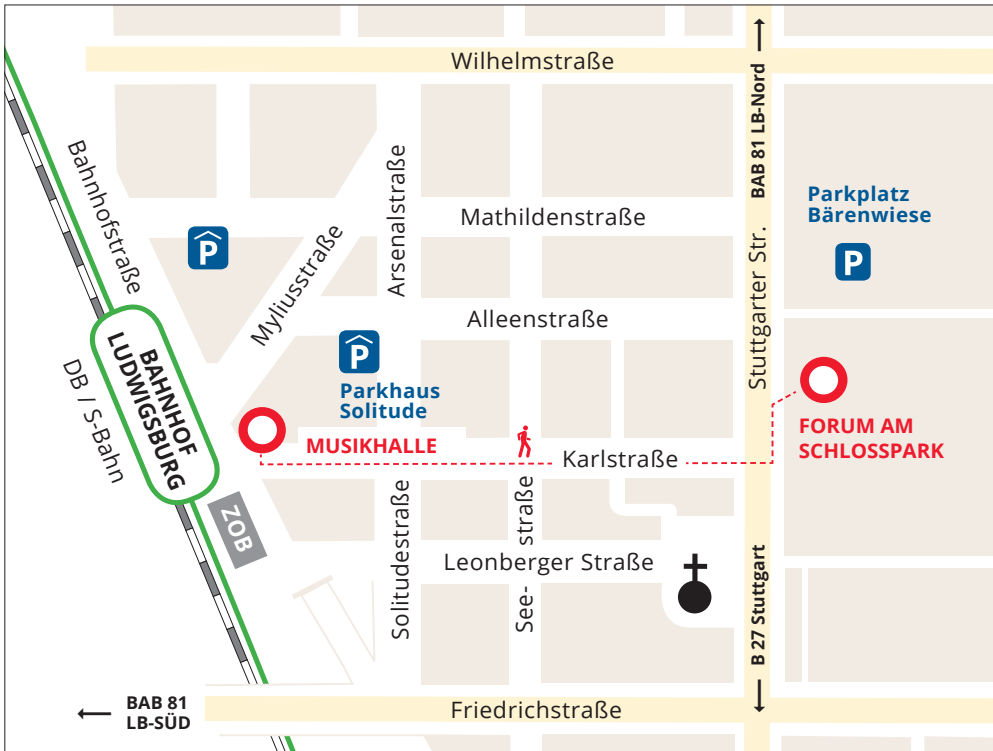 Wilhelmstraße
BAB 81 LB-Nord
Bahnhofstraße
Arsenalstraße
Mathildenstraße
Parkplatz
Bärenwiese
P
P
Myliusstraße
Stuttgarter Str.
Alleenstraße
BAHNHOF
LUDWIGSBURG
DB / S-Bahn
P
Parkhaus
Solitude
MUSIKHALLE
Karlstraße
FORUM AM
SCHLOSSPARK
ZOB
Solitudestraße
See- straße
Leonberger Straße
B 27 Stuttgart
BAB 81
LB-SÜD
Friedrichstraße